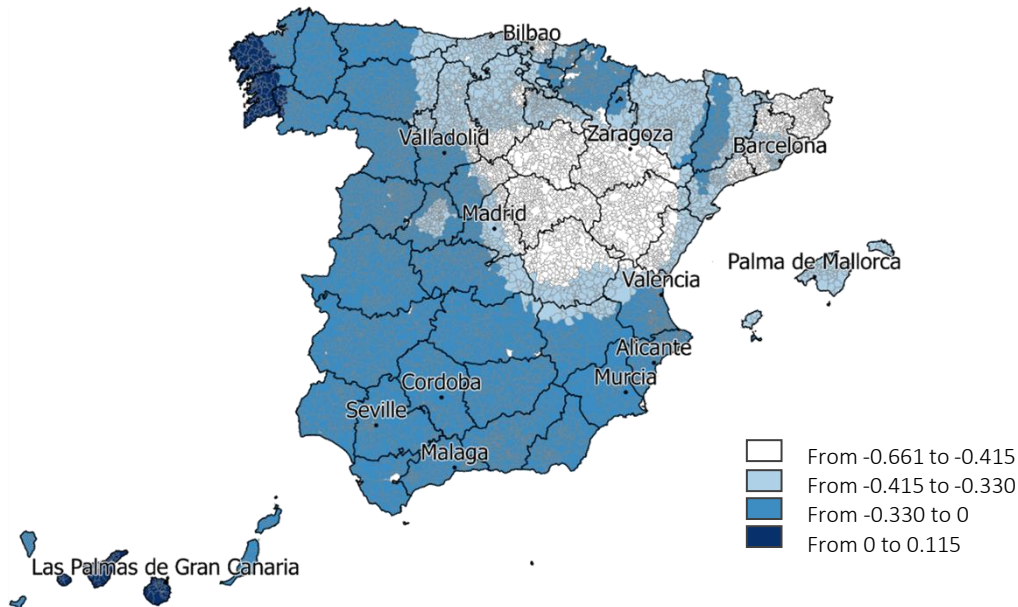 Bilbao
Valladolid
Zaragoza
Barcelona
Madrid
Palma de Mallorca
Valencia
Alicante
Murcia
Cordoba
Seville
Malaga
Las Palmas de Gran Canaria
From -0.661 to -0.415
From -0.415 to -0.330
From -0.330 to 0
From 0 to 0.115